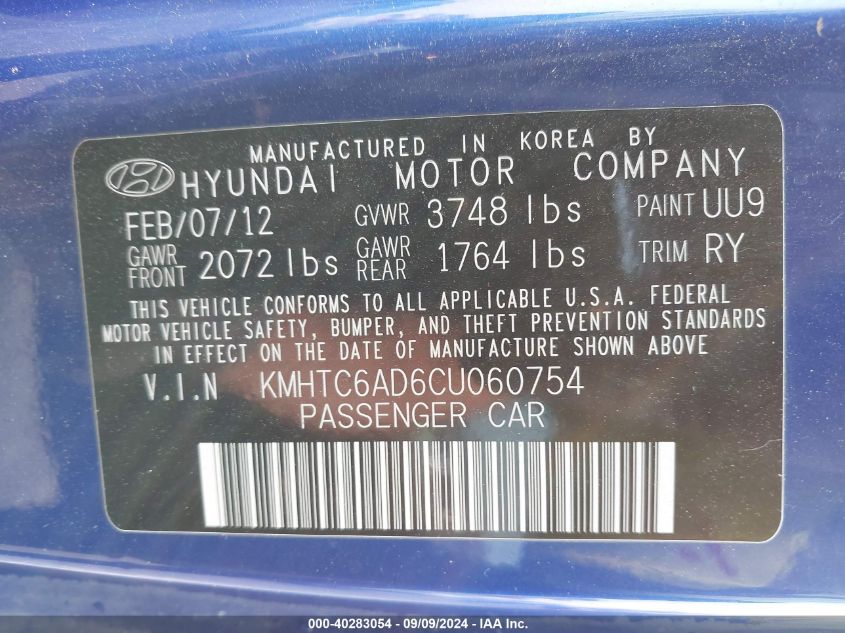 MANUFACTURED IN KOREA BY
HYUNDAI MOTOR COMPANY
FEB/07/12 GVWR 3748 lbs PAINT UU9
GAWR FRONT 2072 lbs GAWR REAR 1764 lbs TRIM RY
THIS VEHICLE CONFORMS TO ALL APPLICABLE U.S.A. FEDERAL
MOTOR VEHICLE SAFETY, BUMPER, AND THEFT PREVENTION STANDARDS
IN EFFECT ON THE DATE OF MANUFACTURE SHOWN ABOVE
V.I.N KMHTC6AD6CU060754
PASSENGER CAR
000-40283054 - 09/09/2024 - IAA Inc.